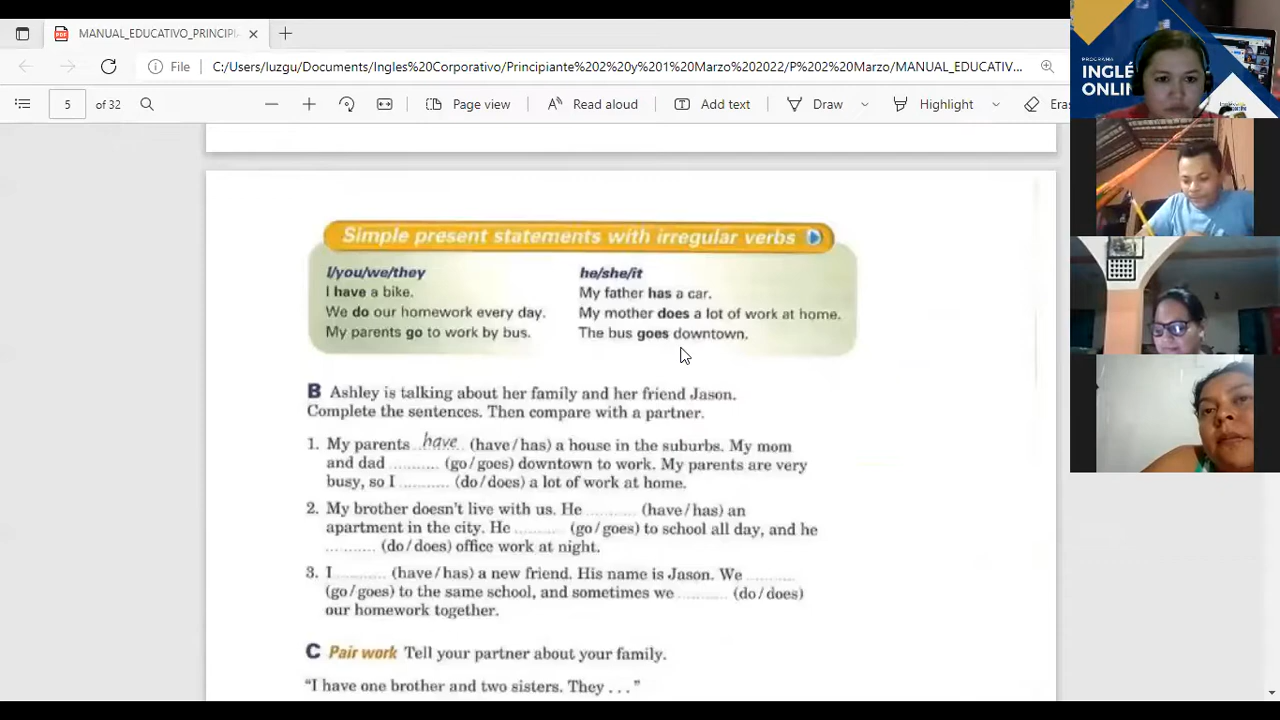 MANUAL_EDUCATIVO_PRINCIPI
File
C:/Users/luzgu/Documents/Ingles%20Corporativo/Principiante%202%20y%201%20Marzo%2022/P%202%20Marzo/MANUAL_EDUCATIV...
5 of 32
Page view
Read aloud
Add text
Draw
Highlight
Eras
PROGRAMA
INGLÉ
ONLIN
Simple present statements with irregular verbs
I/you/we/they
he/she/it
I have a bike.
My father has a car.
We do our homework every day.
My mother does a lot of work at home.
My parents go to work by bus.
The bus goes downtown.
B Ashley is talking about her family and her friend Jason.
Complete the sentences. Then compare with a partner.
1. My parents have (have / has) a house in the suburbs. My mom
and dad .......... (go / goes) downtown to work. My parents are very
busy, so I .......... (do / does) a lot of work at home.
2. My brother doesn't live with us. He .......... (have / has) an
apartment in the city. He .......... (go / goes) to school all day, and he
.......... (do / does) office work at night.
3. I .......... (have / has) a new friend. His name is Jason. We ..........
(go / goes) to the same school, and sometimes we .......... (do / does)
our homework together.
C Pair work Tell your partner about your family.
"I have one brother and two sisters. They . . . "